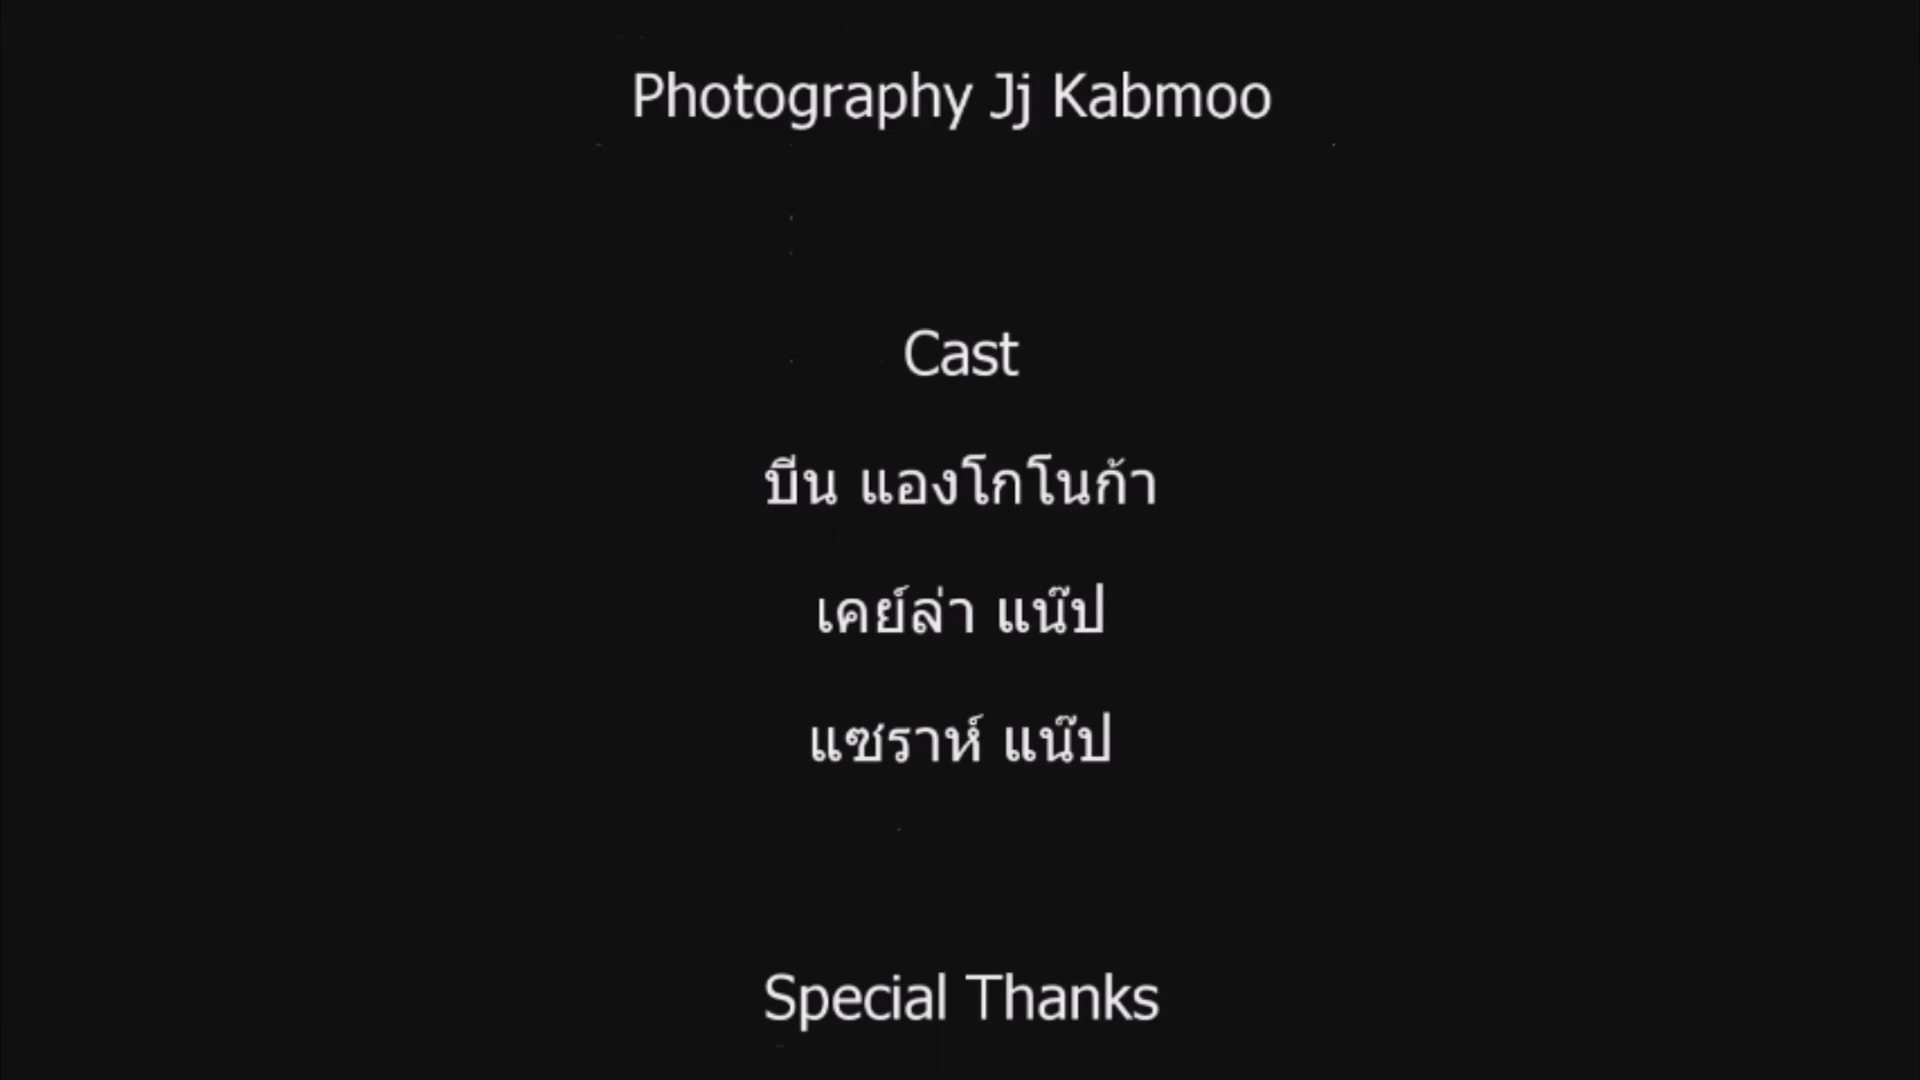 Photography Jj Kabmoo
Cast
บีน แองโกโนก้า
เคย์ล่า แน๊ป
แซราห์ แน๊ป
Special Thanks